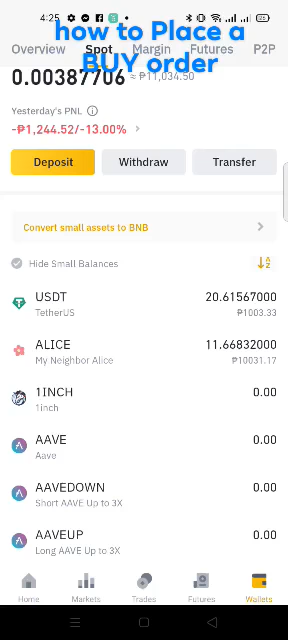 4:25
25
how to Place a
BUY order
Overview Spot Margin Futures P2P
0.00387706 ≈ ₱11,034.50
Yesterday's PNL
-₱1,244.52/-13.00%
Deposit Withdraw Transfer
Convert small assets to BNB
Hide Small Balances
USDT 20.61567000
TetherUS ₱1003.33
ALICE 11.66832000
My Neighbor Alice ₱10031.17
1INCH 0.00
1inch
AAVE 0.00
Aave
AAVEDOWN 0.00
Short AAVE Up to 3X
AAVEUP 0.00
Long AAVE Up to 3X
Home Markets Trades Futures Wallets